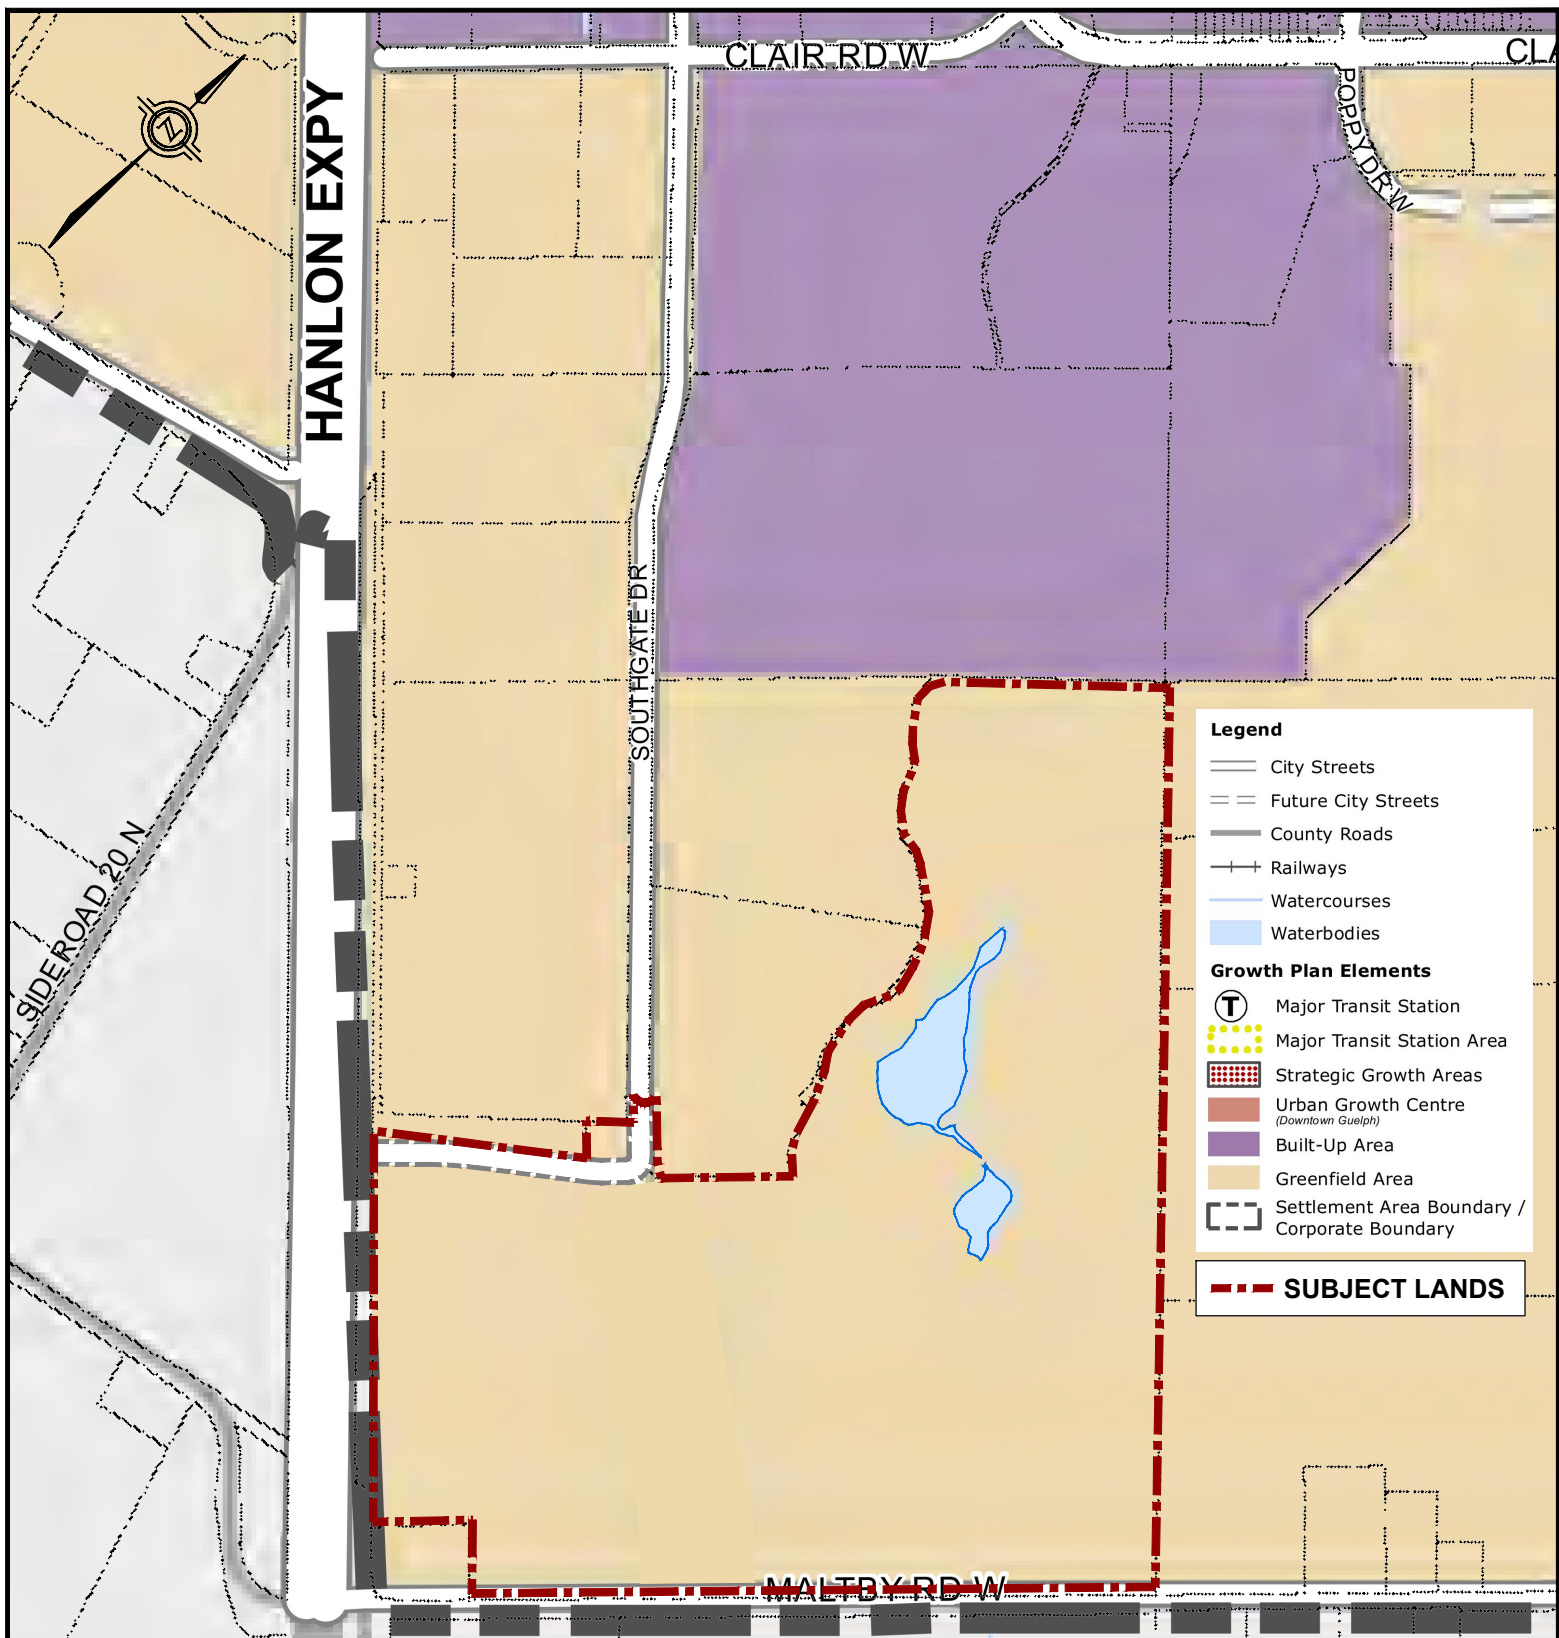 CLAIR RD W
CLA
HANLON EXPY
POPPY DR W
Z
SOUTHGATE DR
SIDEROAD 20 N
MALTBY RD W
Legend
City Streets
Future City Streets
County Roads
Railways
Watercourses
Waterbodies
Growth Plan Elements
T Major Transit Station
Major Transit Station Area
Strategic Growth Areas
Urban Growth Centre
(Downtown Guelph)
Built-Up Area
Greenfield Area
Settlement Area Boundary /
Corporate Boundary
SUBJECT LANDS